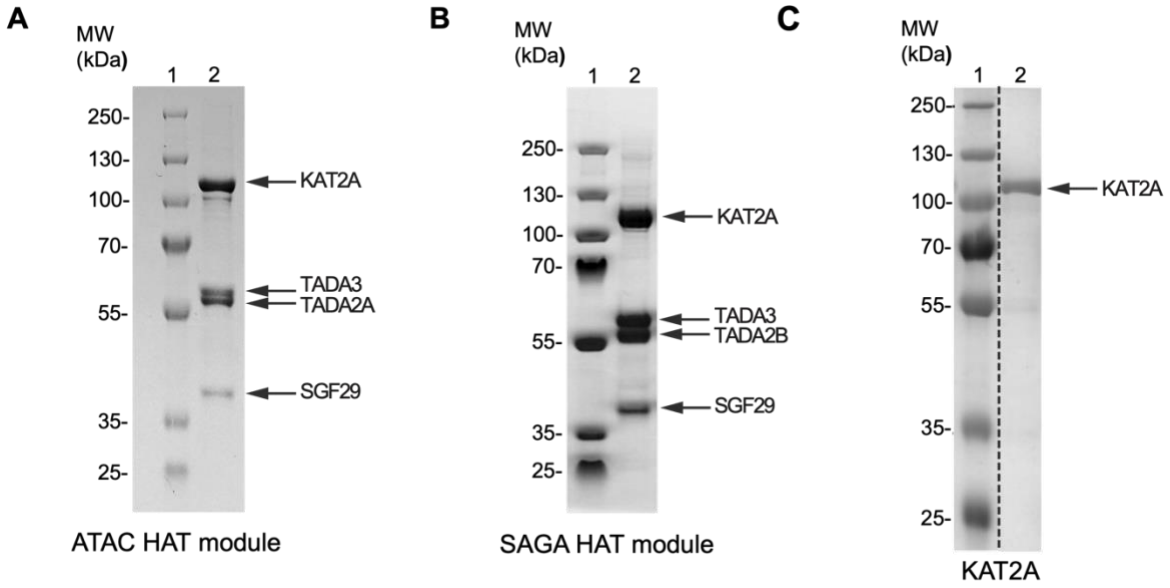 A
MW
(kDa)
1 2
250-
130-
100-
70-
55-
35-
25-
KAT2A
TADA3
TADA2A
SGF29
ATAC HAT module
B
MW
(kDa)
1 2
250-
130-
100-
70-
55-
35-
25-
KAT2A
TADA3
TADA2B
SGF29
SAGA HAT module
C
MW
(kDa)
1 2
250-
130-
100-
70-
55-
35-
25-
KAT2A
KAT2A